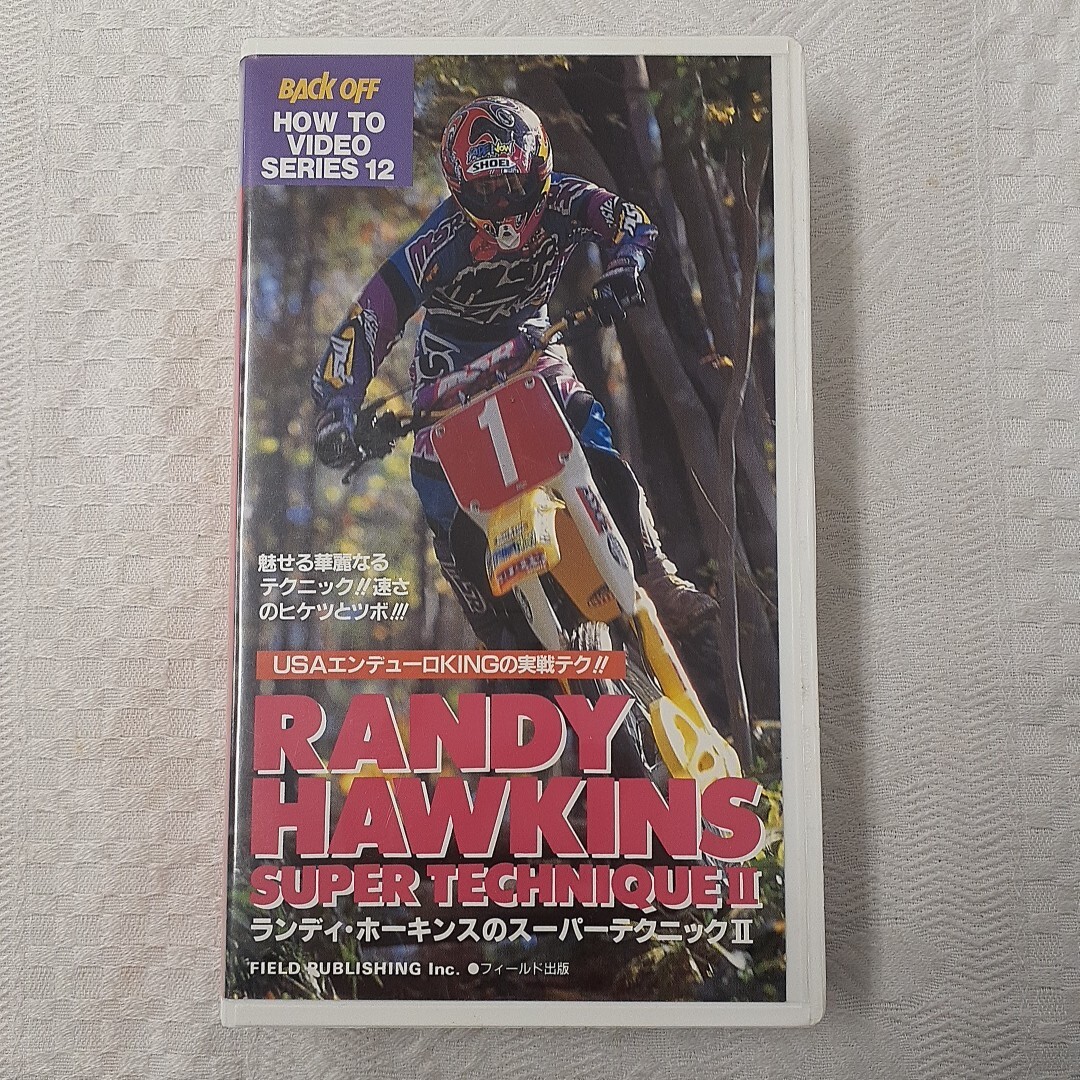 BACK OFF
HOW TO
VIDEO
SERIES 12
SHOEI
1
魅せる華麗なる
テクニック!!速さ
のヒケツとツボ!!!
USAエンデューロKINGの実戦テク!!
RANDY
HAWKINS
SUPER TECHNIQUE II
ランディ・ホーキンスのスーパーテクニックII
FIELD PUBLISHING Inc. ●フィールド出版